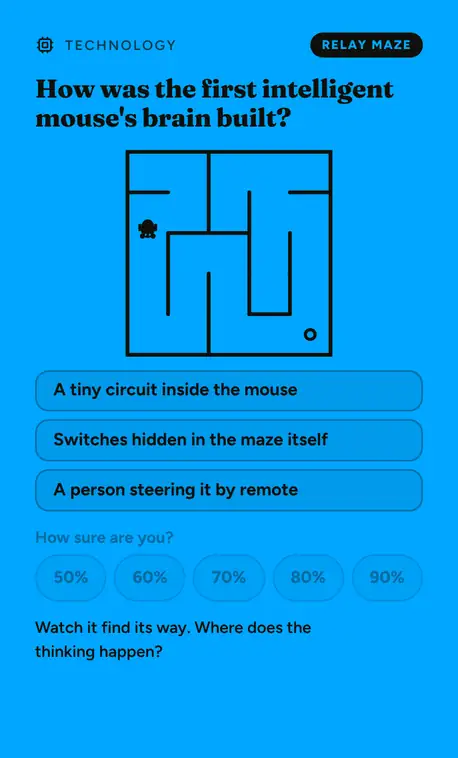 TECHNOLOGY
RELAY MAZE
How was the first intelligent
mouse's brain built?
A tiny circuit inside the mouse
Switches hidden in the maze itself
A person steering it by remote
How sure are you?
50% 60% 70% 80% 90%
Watch it find its way. Where does the
thinking happen?